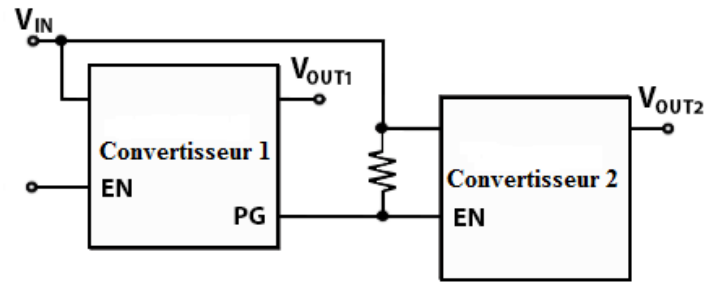 VIN
VOUT1
Convertisseur 1
EN
PG
VOUT2
Convertisseur 2
EN